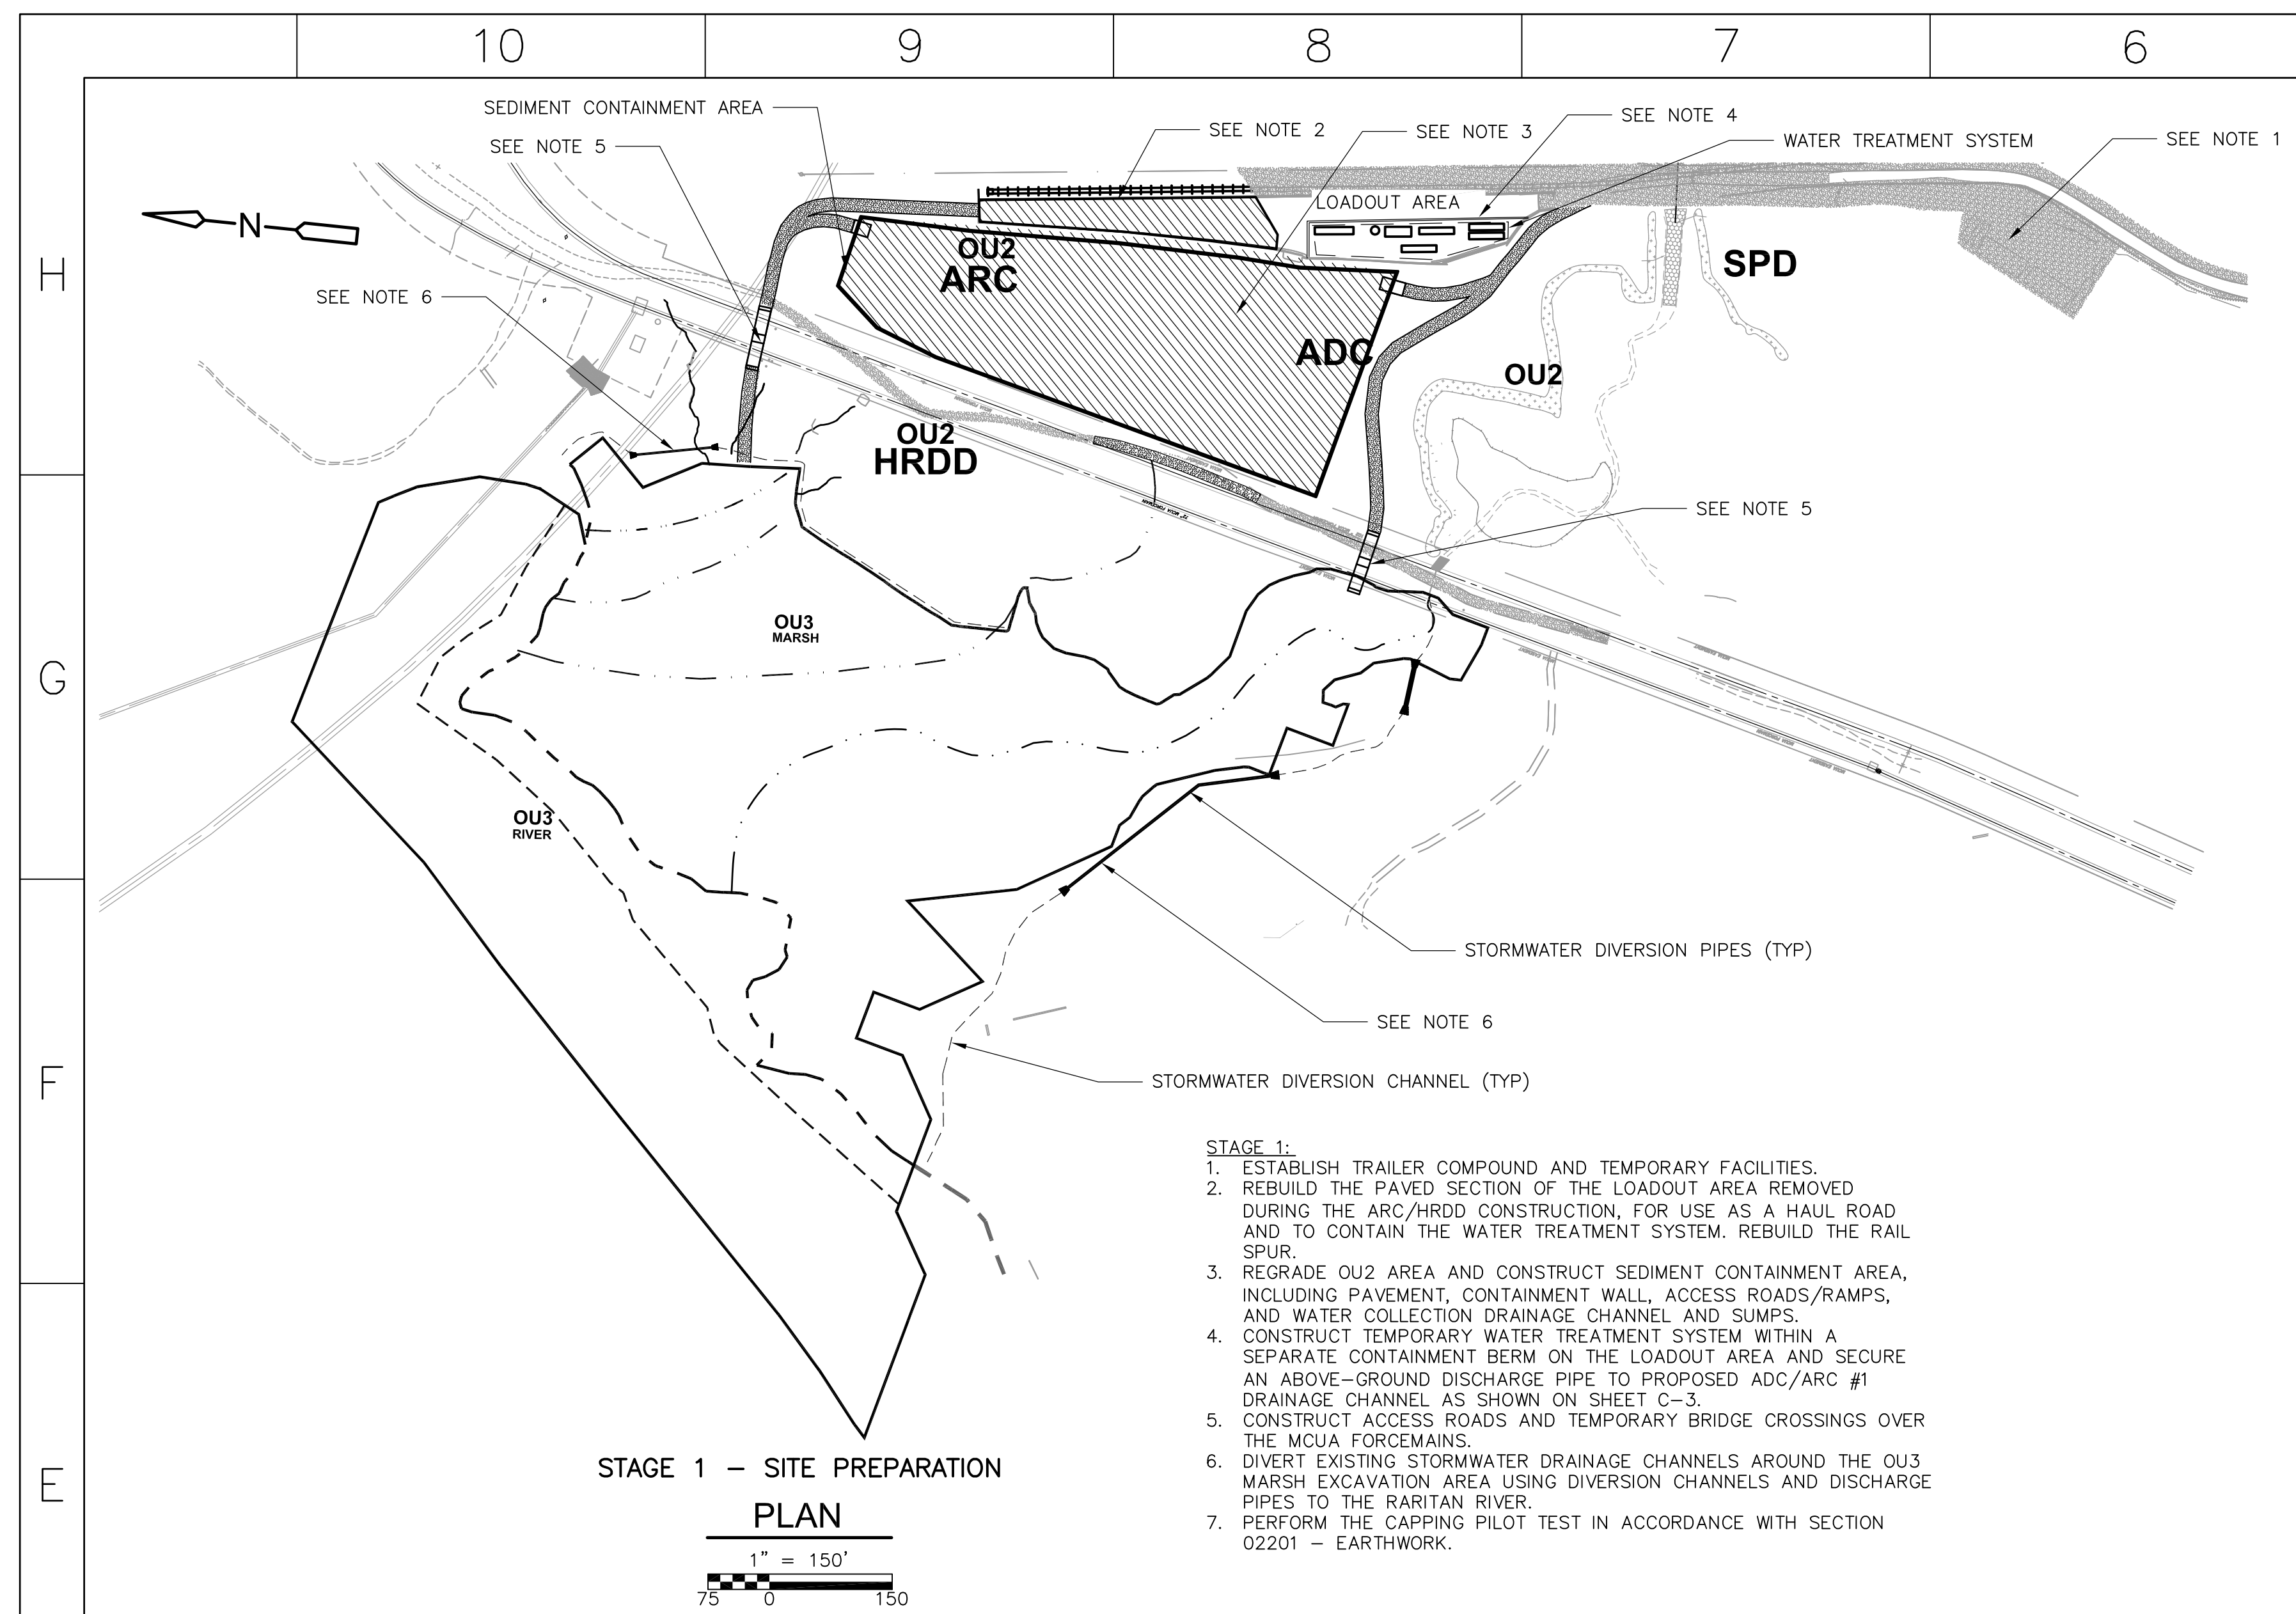 10
9
8
7
6
SEDIMENT CONTAINMENT AREA
SEE NOTE 4
SEE NOTE 2
SEE NOTE 3
WATER TREATMENT SYSTEM
SEE NOTE 1
SEE NOTE 5
LOADOUT AREA
N
OU2
ARC
SPD
H
SEE NOTE 6
ADC
OU2
OU2
HRDD
SEE NOTE 5
OU3
MARSH
G
OU3
RIVER
STORMWATER DIVERSION PIPES (TYP)
SEE NOTE 6
F
STORMWATER DIVERSION CHANNEL (TYP)
STAGE 1:
1. ESTABLISH TRAILER COMPOUND AND TEMPORARY FACILITIES.
2. REBUILD THE PAVED SECTION OF THE LOADOUT AREA REMOVED
DURING THE ARC/HRDD CONSTRUCTION, FOR USE AS A HAUL ROAD
AND TO CONTAIN THE WATER TREATMENT SYSTEM. REBUILD THE RAIL
SPUR.
3. REGRADE OU2 AREA AND CONSTRUCT SEDIMENT CONTAINMENT AREA,
INCLUDING PAVEMENT, CONTAINMENT WALL, ACCESS ROADS/RAMPS,
AND WATER COLLECTION DRAINAGE CHANNEL AND SUMPS.
4. CONSTRUCT TEMPORARY WATER TREATMENT SYSTEM WITHIN A
SEPARATE CONTAINMENT BERM ON THE LOADOUT AREA AND SECURE
AN ABOVE-GROUND DISCHARGE PIPE TO PROPOSED ADC/ARC #1
DRAINAGE CHANNEL AS SHOWN ON SHEET C-3.
5. CONSTRUCT ACCESS ROADS AND TEMPORARY BRIDGE CROSSINGS OVER
THE MCUA FORCEMAINS.
6. DIVERT EXISTING STORMWATER DRAINAGE CHANNELS AROUND THE OU3
MARSH EXCAVATION AREA USING DIVERSION CHANNELS AND DISCHARGE
PIPES TO THE RARITAN RIVER.
7. PERFORM THE CAPPING PILOT TEST IN ACCORDANCE WITH SECTION
02201 - EARTHWORK.
E
STAGE 1 - SITE PREPARATION
PLAN
1" = 150'
75 0 150